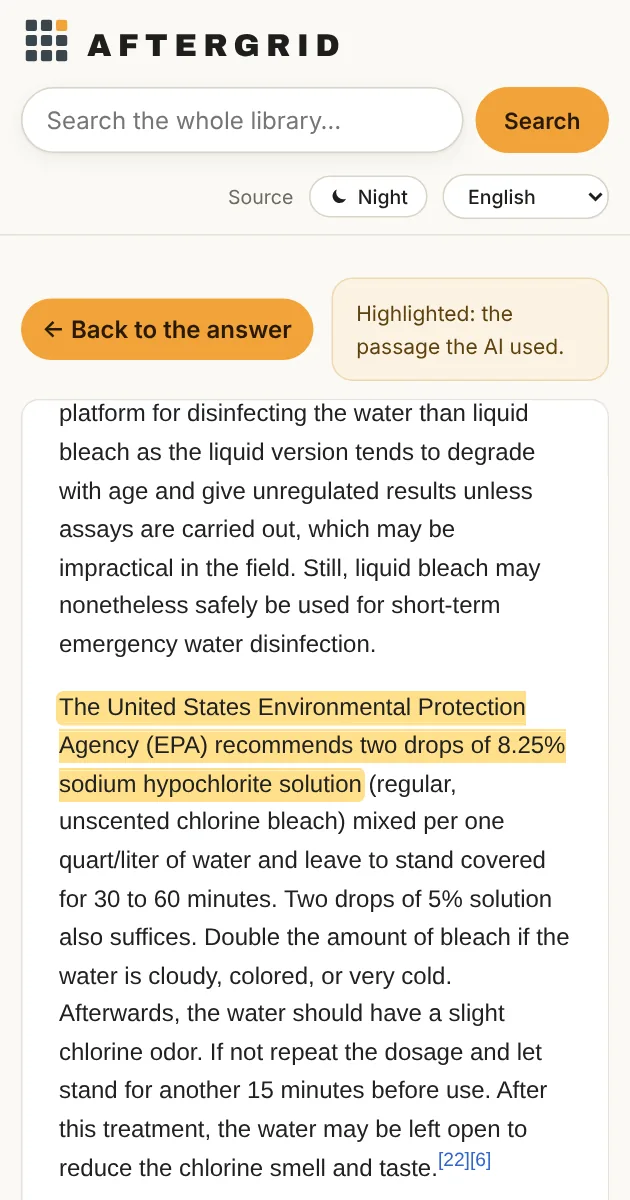 AFTERGRID
Search the whole library...
Search
Source
Night
English
← Back to the answer
Highlighted: the
passage the AI used.
platform for disinfecting the water than liquid
bleach as the liquid version tends to degrade
with age and give unregulated results unless
assays are carried out, which may be
impractical in the field. Still, liquid bleach may
nonetheless safely be used for short-term
emergency water disinfection.
The United States Environmental Protection
Agency (EPA) recommends two drops of 8.25%
sodium hypochlorite solution (regular,
unscented chlorine bleach) mixed per one
quart/liter of water and leave to stand covered
for 30 to 60 minutes. Two drops of 5% solution
also suffices. Double the amount of bleach if the
water is cloudy, colored, or very cold.
Afterwards, the water should have a slight
chlorine odor. If not repeat the dosage and let
stand for another 15 minutes before use. After
this treatment, the water may be left open to
reduce the chlorine smell and taste.[22][6]